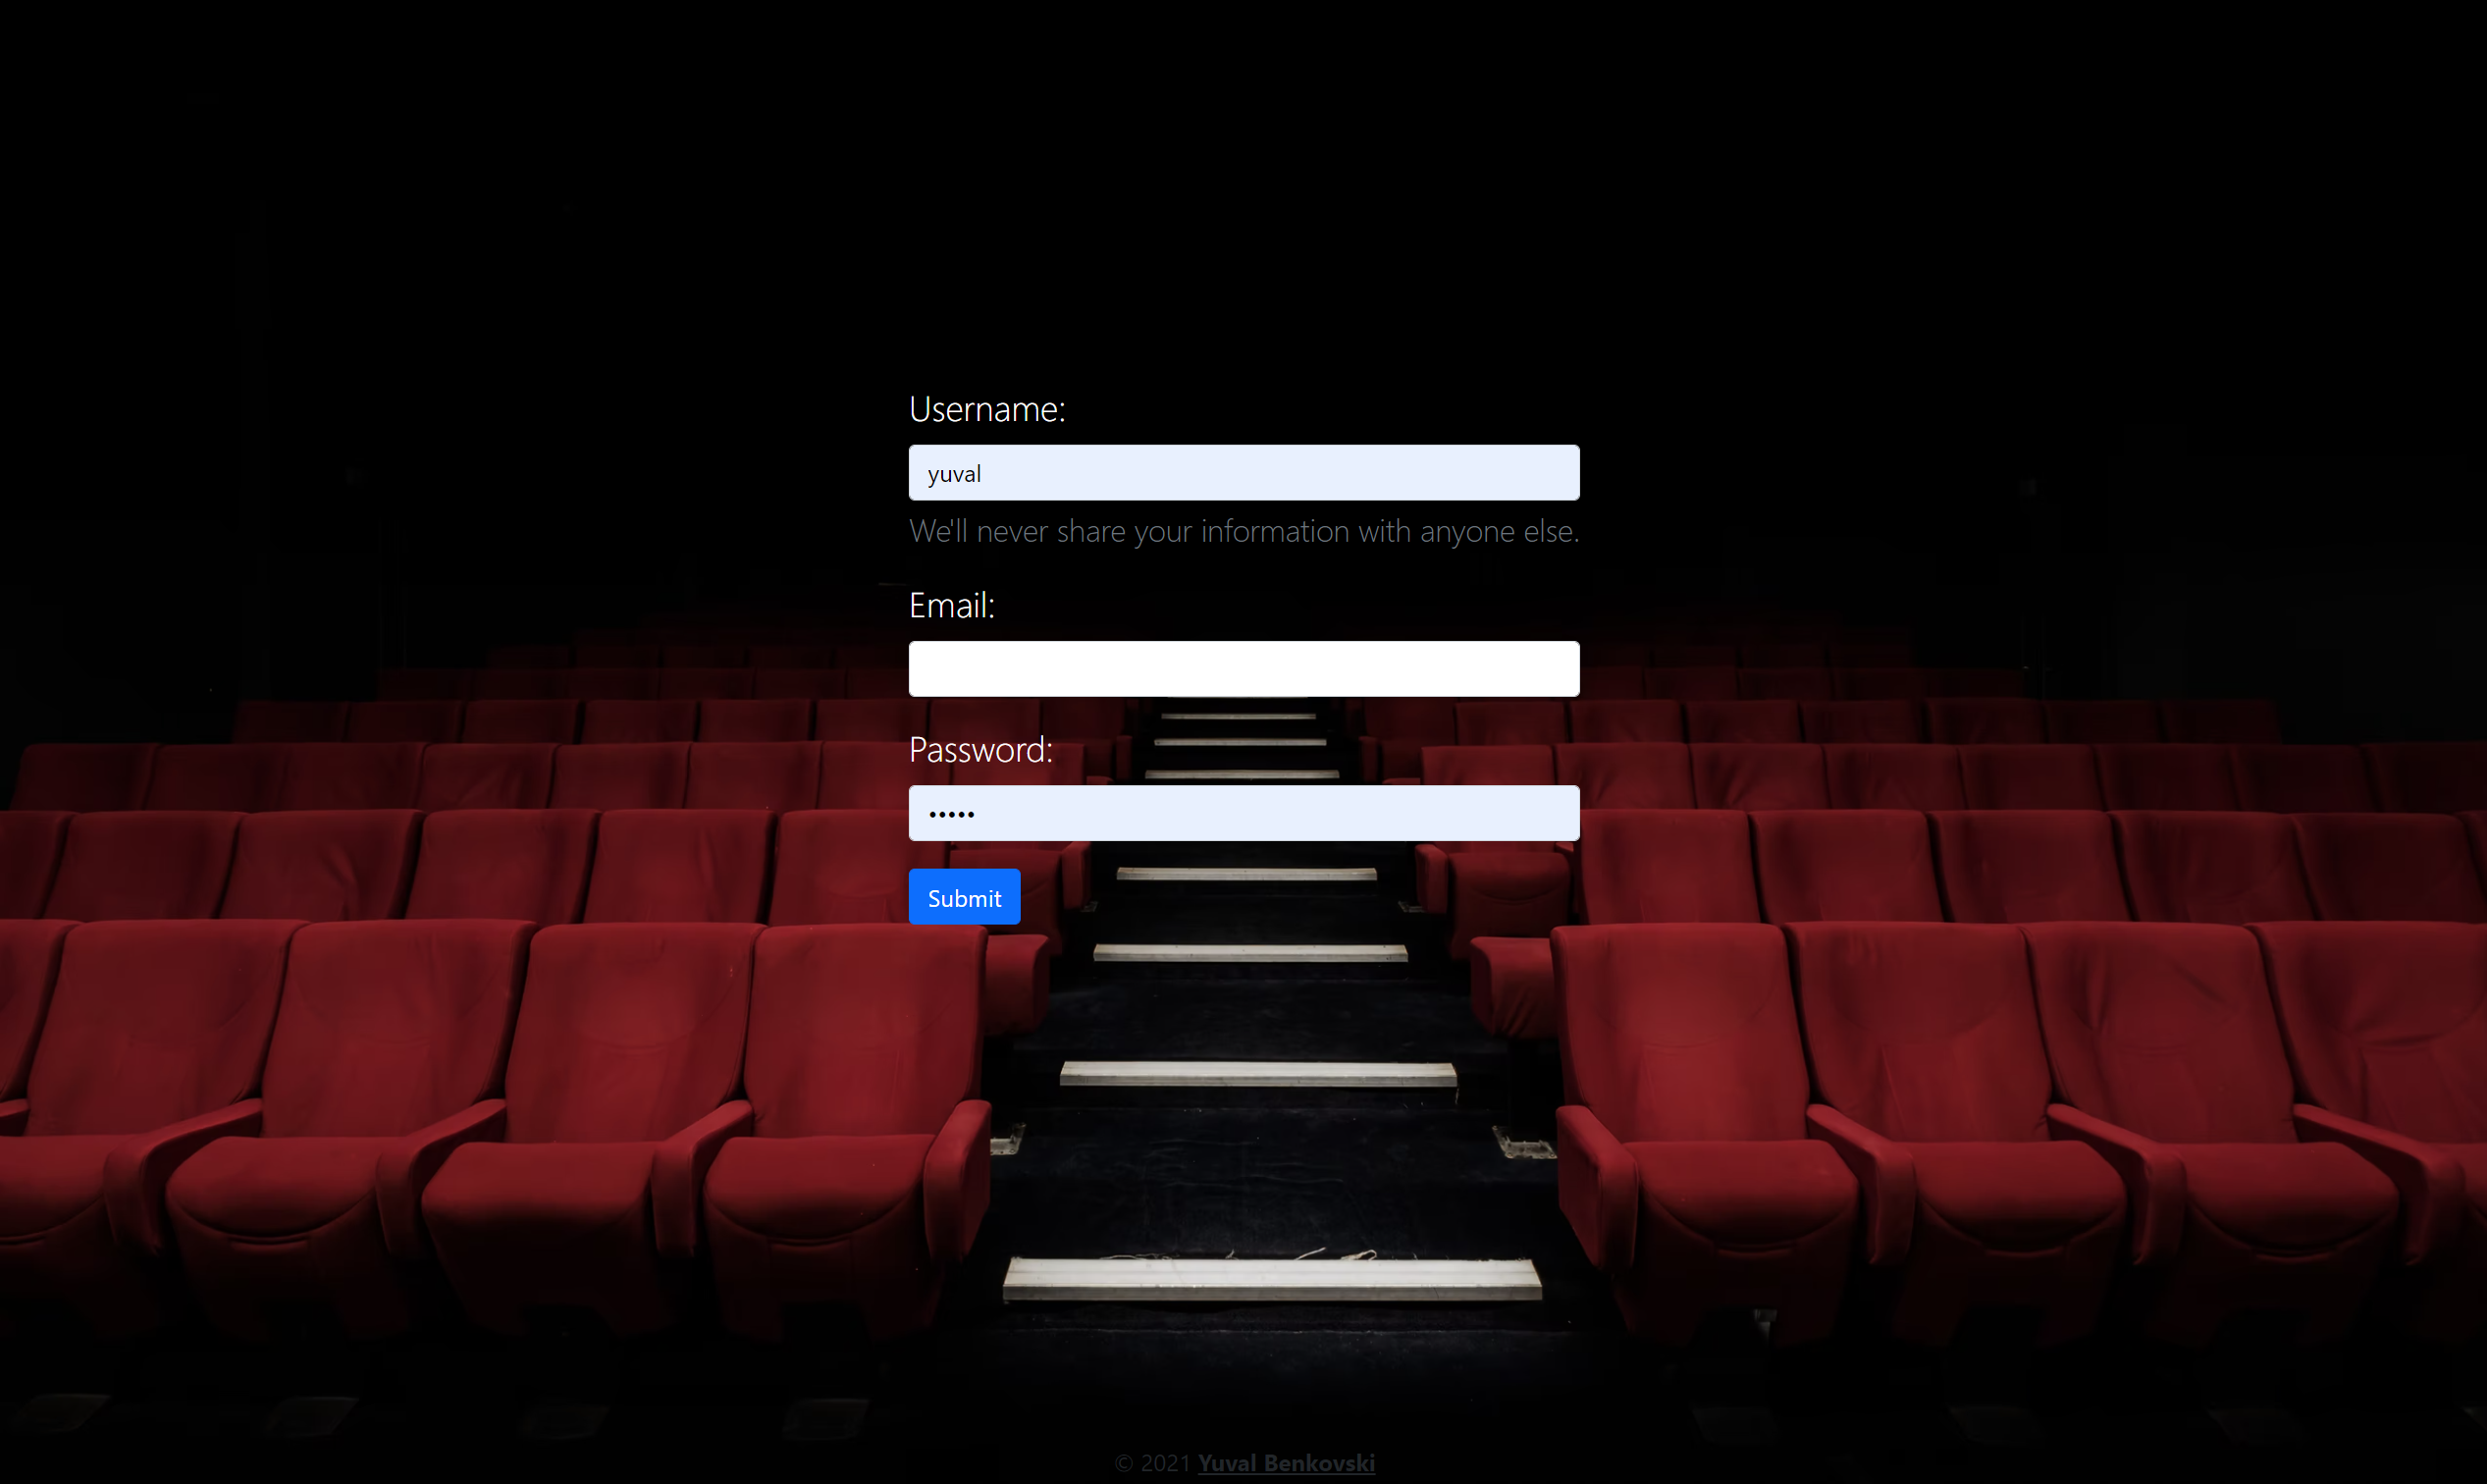 Username:
yuval
We'll never share your information with anyone else.
Email:
Password:
•••••
Submit
© 2021 Yuval Benkovski